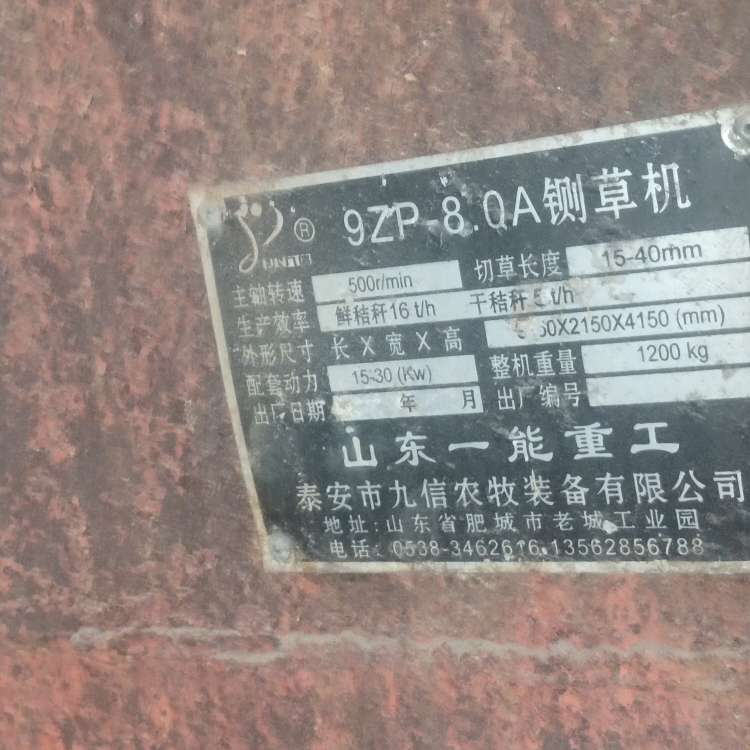 ® 9ZP-8.0A铡草机
主轴转速 500r/min 切草长度 15-40mm
生产效率 鲜秸秆16 t/h 干秸秆 t/h
外形尺寸 长X宽X高 60X2150X4150 (mm)
配套动力 15-30 (Kw) 整机重量 1200 kg
出厂日期 年 月 出厂编号
山东一能重工
泰安市九信农牧装备有限公司
地址:山东省肥城市老城工业园
电话: 0538-3462616 13562856788